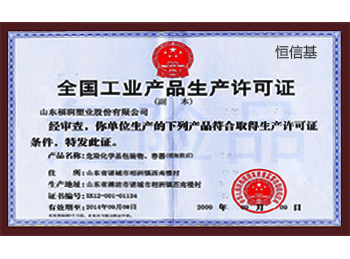 恒信基
全国工业产品生产许可证
(副 本)
山东福润塑业股份有限公司
经审查,你单位生产的下列产品符合取得生产许可证
条件,特发此证。
产品名称:危险化学品包装物、容器
住 所:山东省诸城市相洲镇西南楼村
生产地址:山东省潍坊市诸城市相洲镇西南楼村
证书编号:XK12-001-01134
有效期至:2014年09月08日
2009 年 09 月 09 日